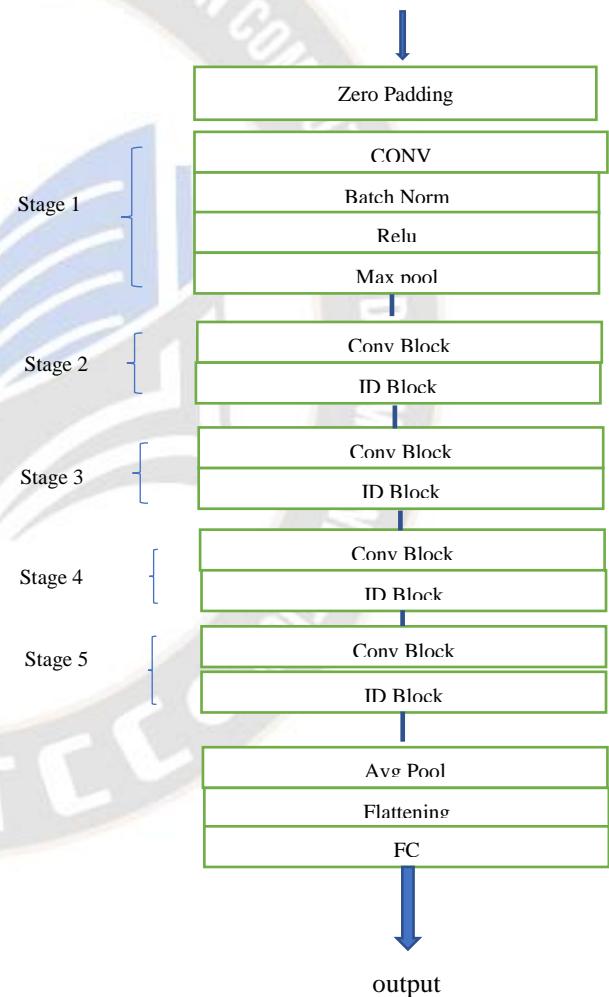 Zero Padding
CONV
Batch Norm
Stage 1
Relu
Max pool
Conv Block
Stage 2
ID Block
Conv Block
Stage 3
ID Block
Conv Block
Stage 4
ID Block
Conv Block
Stage 5
ID Block
Avg Pool
Flattening
FC
output